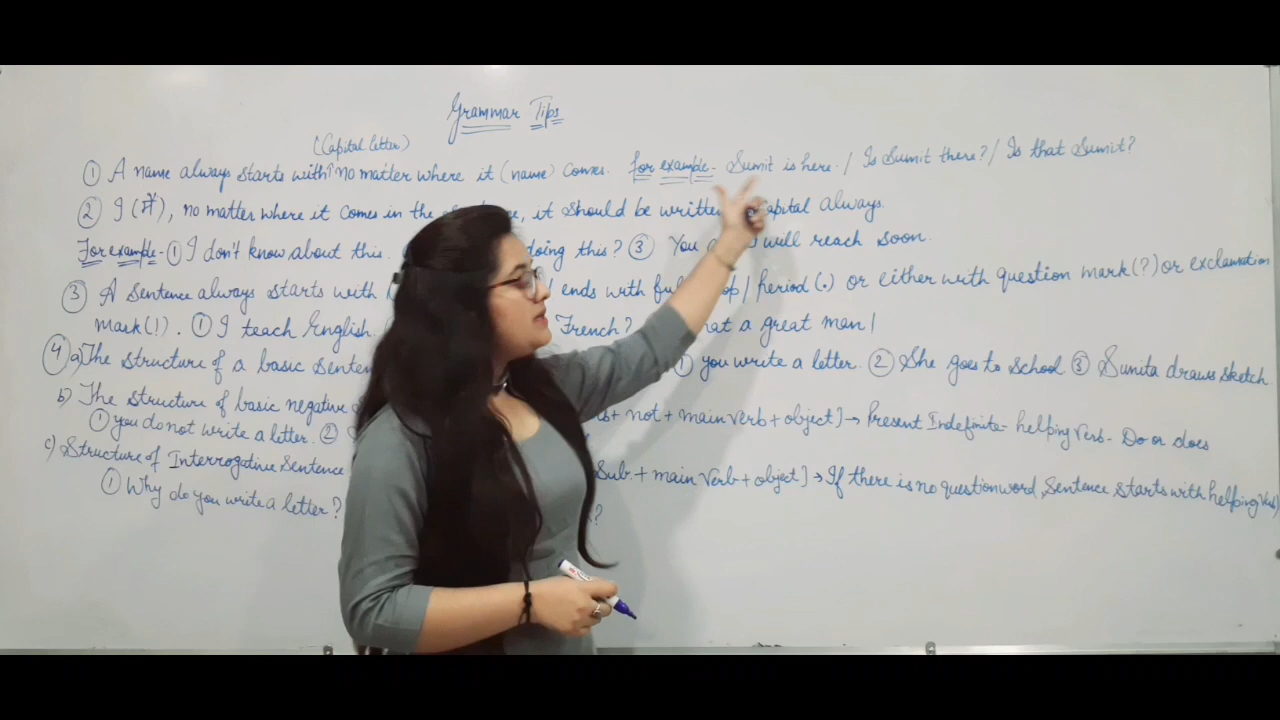 Grammar Tips
(Capital letter)
① A name always starts with ↑ no matter where it (name) comes. For example- Sumit is here. / Is Sumit there? / Is that Sumit?
② I (मैं), no matter where it comes in the it should be written capital always.
For example- ① I don't know about this. doing this? ③ You will reach soon.
③ A sentence always starts with ends with full / Period (.) or either with question mark (?) or exclamation
mark (!). ① I teach English. French? a great man!
④ a) The structure of a basic ① you write a letter. ② She goes to school ③ Sunita draws sketch
b) The structure of basic negative + not + main verb + object] → Present Indefinite- helping verb- Do or does
① you do not write a letter. ②
c) Structure of Interrogative Sentence Sub. + main verb + object] → If there is no question word, Sentence starts with helping verb)
① Why do you write a letter? ?